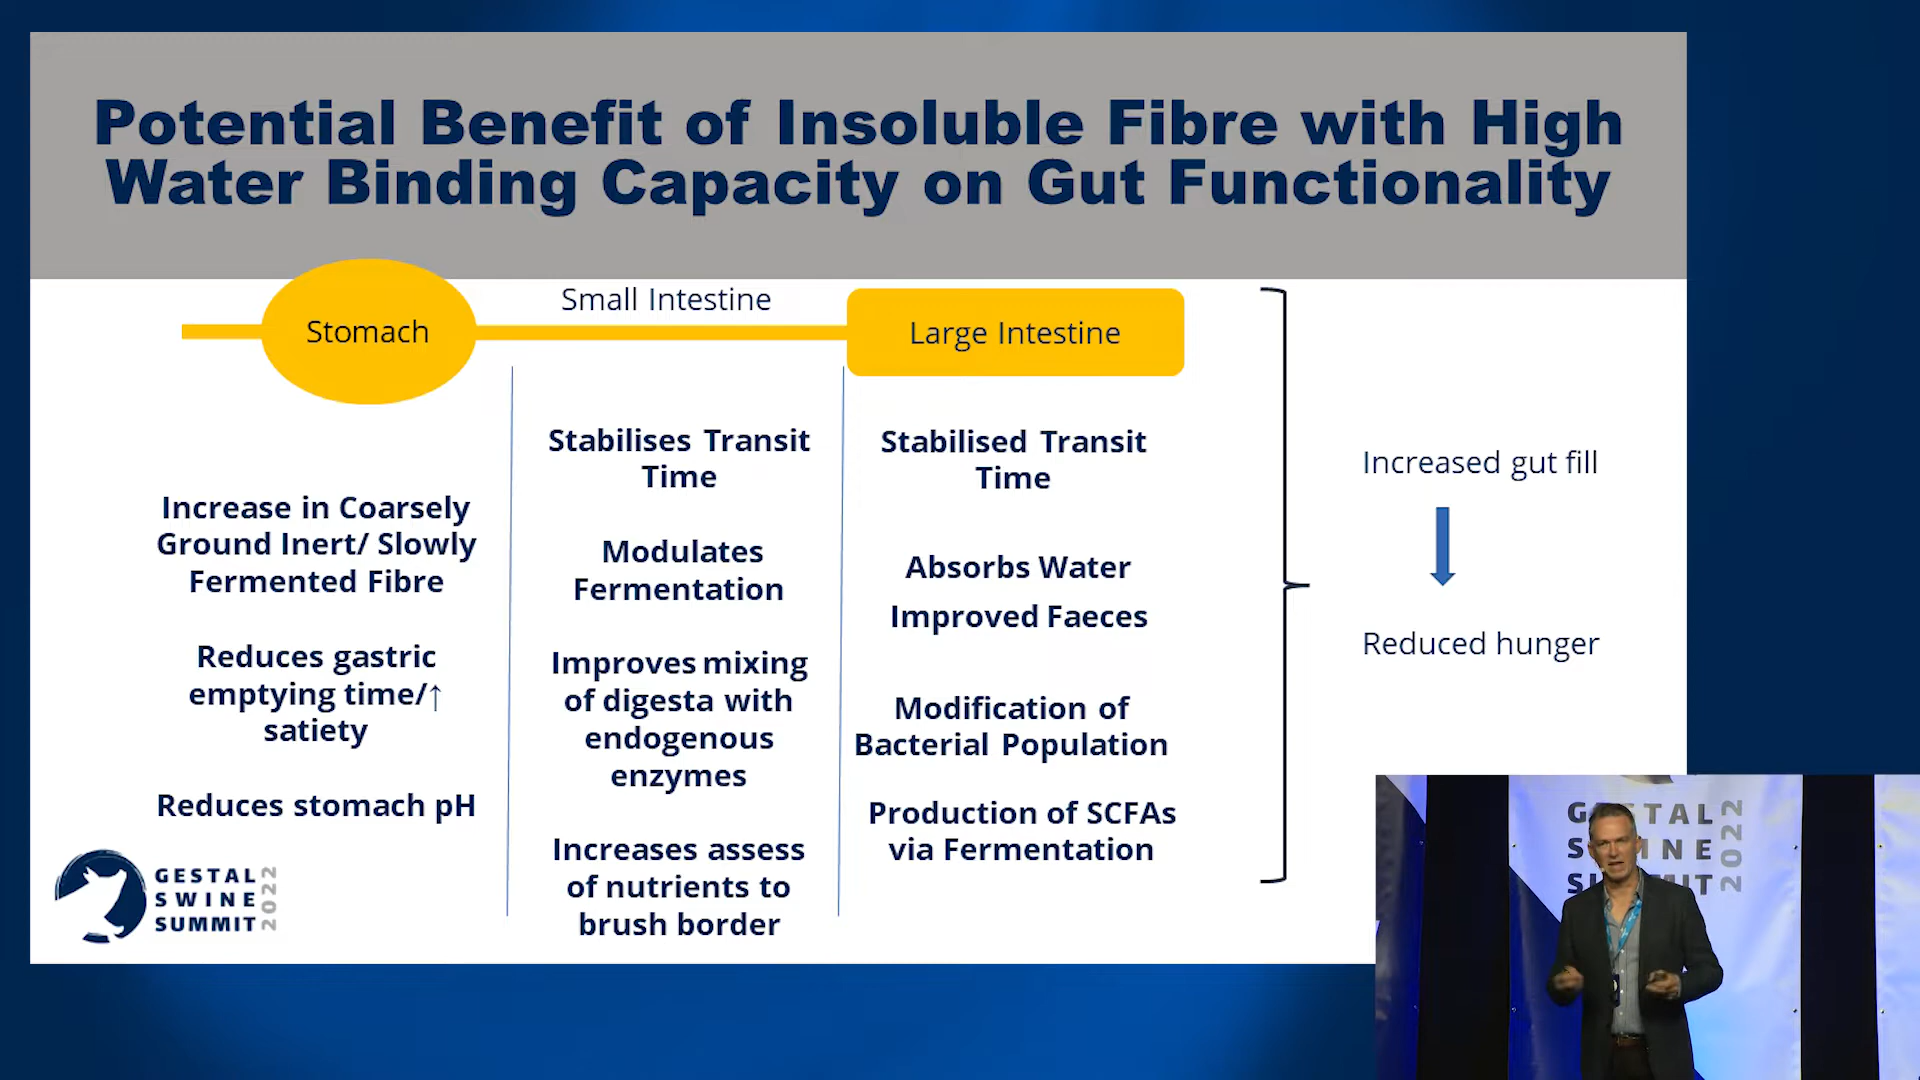 Potential Benefit of Insoluble Fibre with High
Water Binding Capacity on Gut Functionality
Stomach
Small Intestine
Large Intestine
Increase in Coarsely
Ground Inert/ Slowly
Fermented Fibre
Reduces gastric
emptying time/↑
satiety
Reduces stomach pH
Stabilises Transit
Time
Modulates
Fermentation
Improves mixing
of digesta with
endogenous
enzymes
Increases assess
of nutrients to
brush border
Stabilised Transit
Time
Absorbs Water
Improved Faeces
Modification of
Bacterial Population
Production of SCFAs
via Fermentation
Increased gut fill
Reduced hunger
GESTAL
SWINE
SUMMIT
2022
G TAL
S INE
S IT
2022